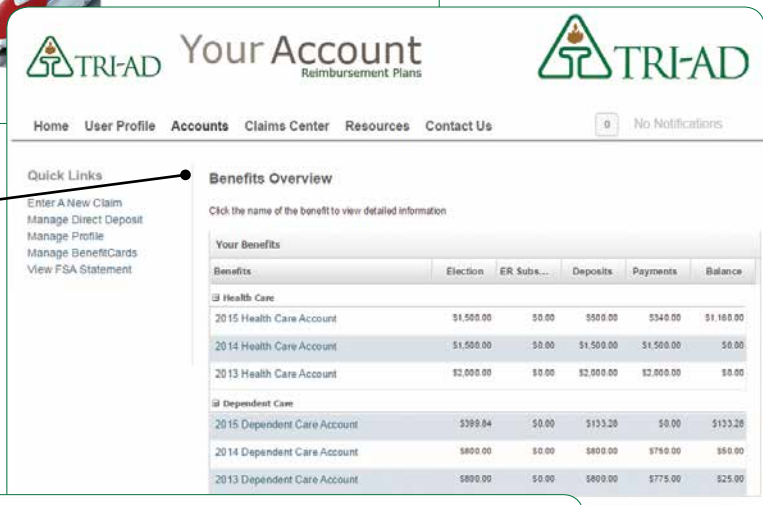 TRI-AD
Your Account
Reimbursement Plans
TRI-AD
Home User Profile Accounts Claims Center Resources Contact Us 0 No Notifications
Quick Links
Enter A New Claim
Manage Direct Deposit
Manage Profile
Manage BenefitCards
View FSA Statement
Benefits Overview
Click the name of the benefit to view detailed information
Your Benefits
Benefits Election ER Subs... Deposits Payments Balance
Health Care
2015 Health Care Account $1,500.00 $0.00 $500.00 $340.00 $1,160.00
2014 Health Care Account $1,500.00 $0.00 $1,500.00 $1,500.00 $0.00
2013 Health Care Account $2,000.00 $0.00 $2,000.00 $2,000.00 $0.00
Dependent Care
2015 Dependent Care Account $399.84 $0.00 $133.28 $0.00 $133.28
2014 Dependent Care Account $800.00 $0.00 $800.00 $750.00 $50.00
2013 Dependent Care Account $800.00 $0.00 $800.00 $775.00 $25.00